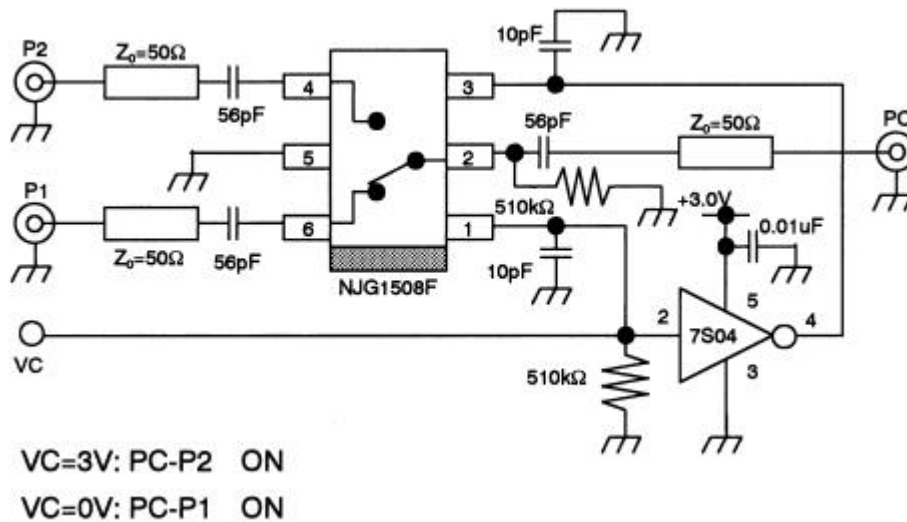 P2
Z₀=50Ω
56pF
4
3
10pF
5
2
56pF
Z₀=50Ω
P1
Z₀=50Ω
56pF
6
1
510kΩ
10pF
NJG1508F
+3.0V
0.01uF
VC
2
7S04
5
4
3
510kΩ
VC=3V: PC-P2 ON
VC=0V: PC-P1 ON